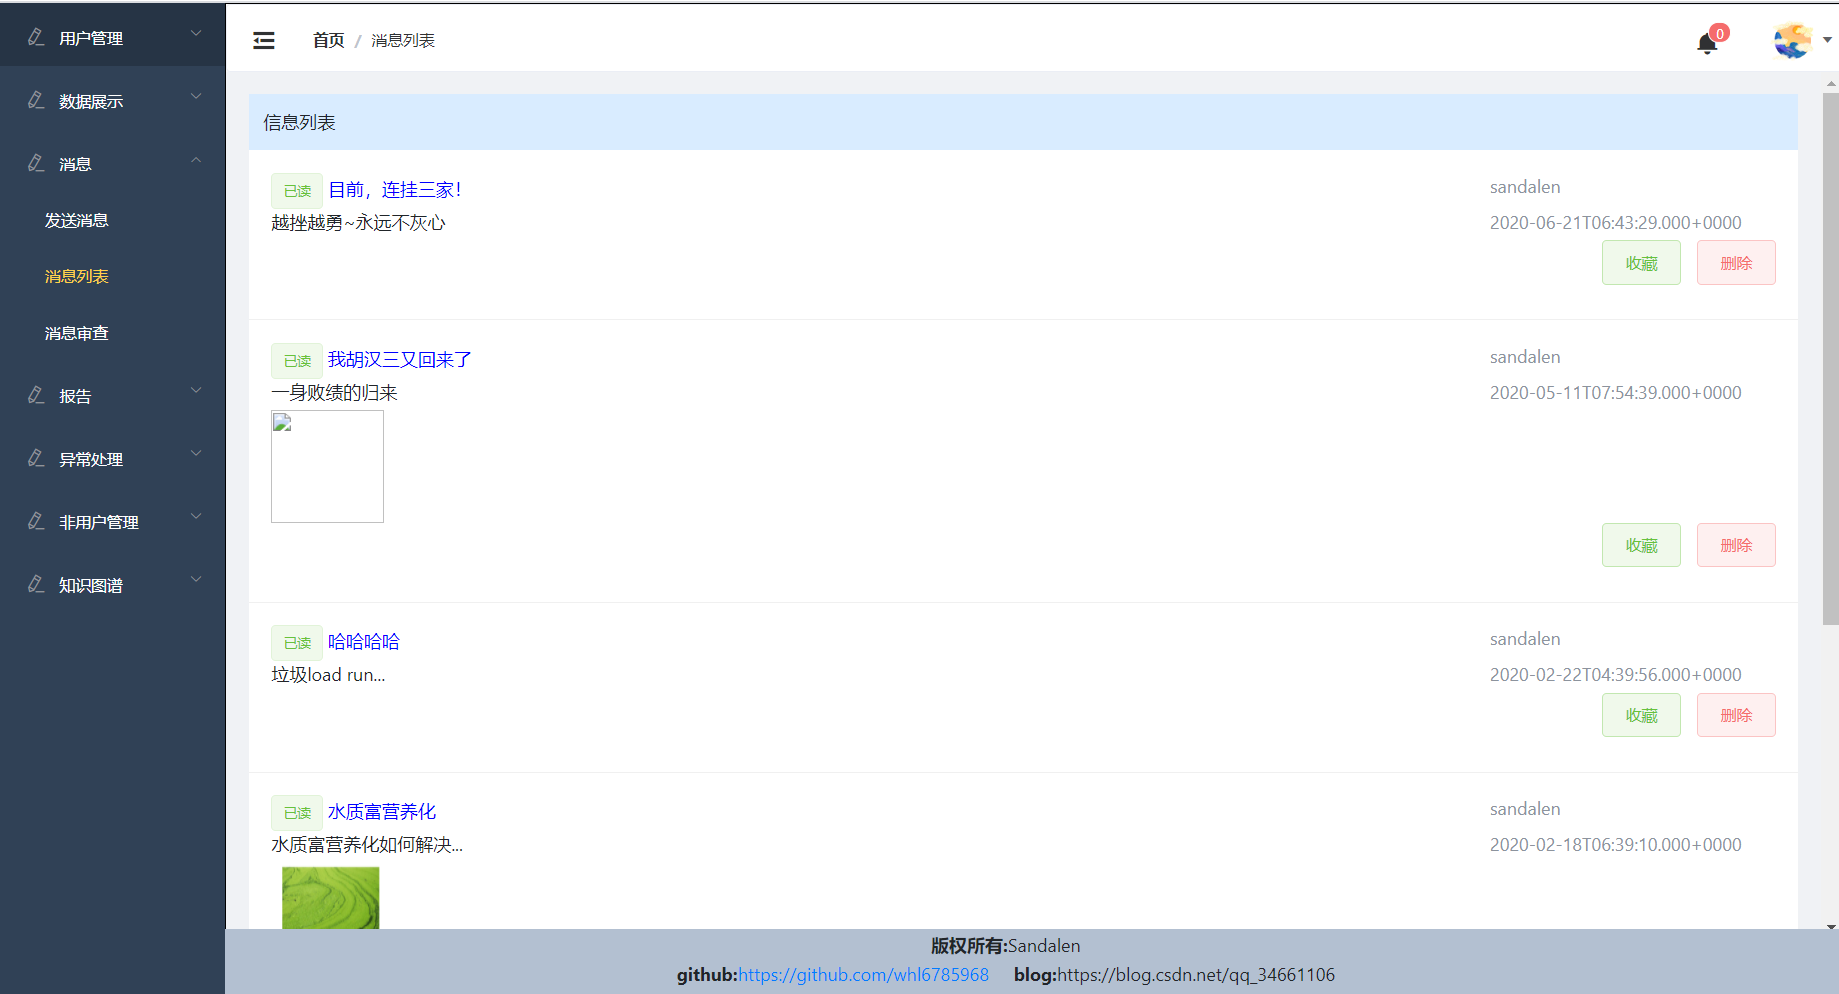 用户管理
数据展示
消息
发送消息
消息列表
消息审查
报告
异常处理
非用户管理
知识图谱
首页 / 消息列表
0
信息列表
已读 目前，连挂三家！
越挫越勇~永远不灰心
sandalen
2020-06-21T06:43:29.000+0000
收藏 删除
已读 我胡汉三又回来了
一身败绩的归来
sandalen
2020-05-11T07:54:39.000+0000
收藏 删除
已读 哈哈哈哈
垃圾load run...
sandalen
2020-02-22T04:39:56.000+0000
收藏 删除
已读 水质富营养化
水质富营养化如何解决...
sandalen
2020-02-18T06:39:10.000+0000
版权所有:Sandalen
github:https://github.com/whl6785968 blog:https://blog.csdn.net/qq_34661106